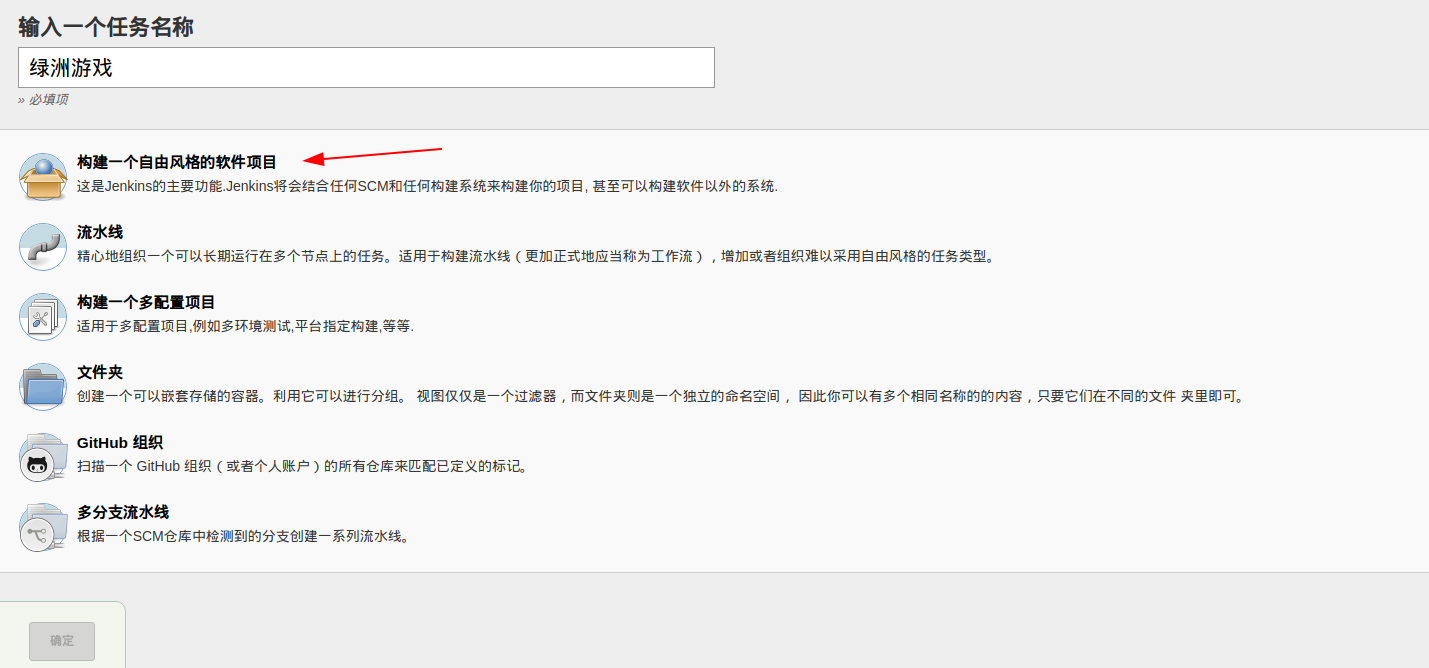 输入一个任务名称
绿洲游戏
» 必填项
构建一个自由风格的软件项目
这是Jenkins的主要功能.Jenkins将会结合任何SCM和任何构建系统来构建你的项目, 甚至可以构建软件以外的系统.
流水线
精心地组织一个可以长期运行在多个节点上的任务。适用于构建流水线（更加正式地应当称为工作流），增加或者组织难以采用自由风格的任务类型。
构建一个多配置项目
适用于多配置项目,例如多环境测试,平台指定构建,等等.
文件夹
创建一个可以嵌套存储的容器。利用它可以进行分组。 视图仅仅是一个过滤器，而文件夹则是一个独立的命名空间， 因此你可以有多个相同名称的的内容，只要它们在不同的文件 夹里即可。
GitHub 组织
扫描一个 GitHub 组织（或者个人账户）的所有仓库来匹配已定义的标记。
多分支流水线
根据一个SCM仓库中检测到的分支创建一系列流水线。
确定